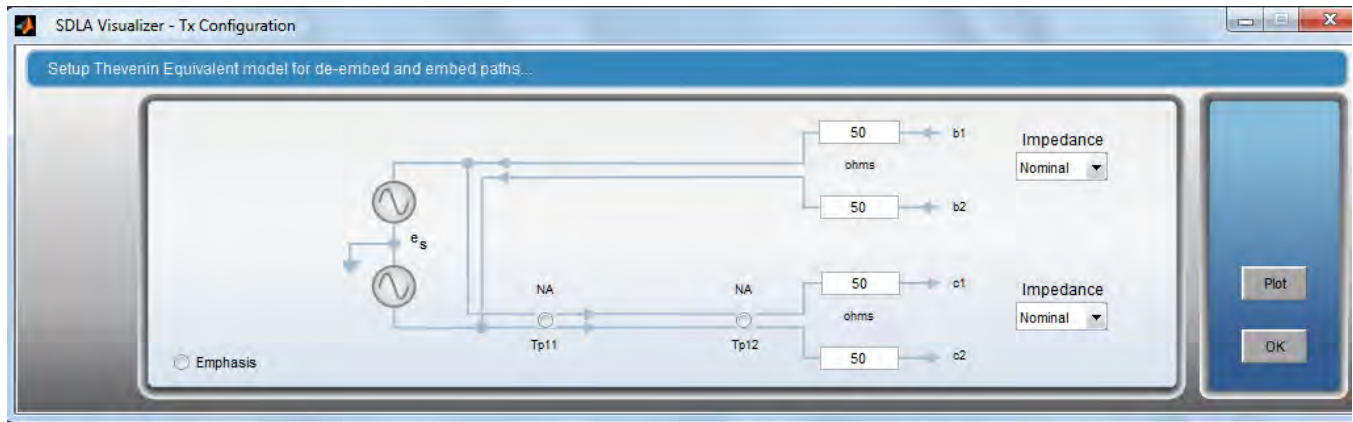 SDLA Visualizer - Tx Configuration
Setup Thevenin Equivalent model for de-embed and embed paths...
50
b1
Impedance
ohms
Nominal
50
b2
es
50
c1
Impedance
NA
NA
ohms
Nominal
Tp11
Tp12
50
c2
Emphasis
Plot
OK